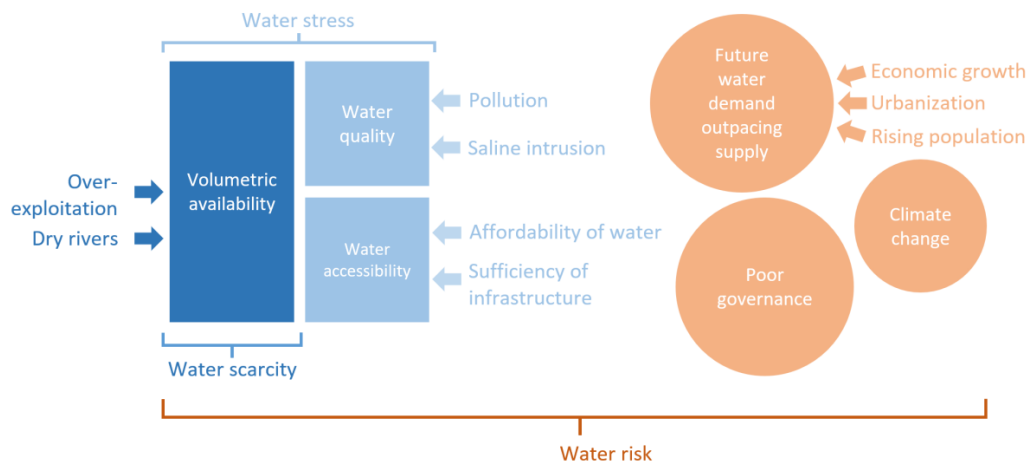 Water stress
Volumetric
availability
Water
quality
Water
accessibility
Over-
exploitation
Dry rivers
Pollution
Saline intrusion
Affordability of water
Sufficiency of
infrastructure
Water scarcity
Future
water
demand
outpacing
supply
Economic growth
Urbanization
Rising population
Climate
change
Poor
governance
Water risk